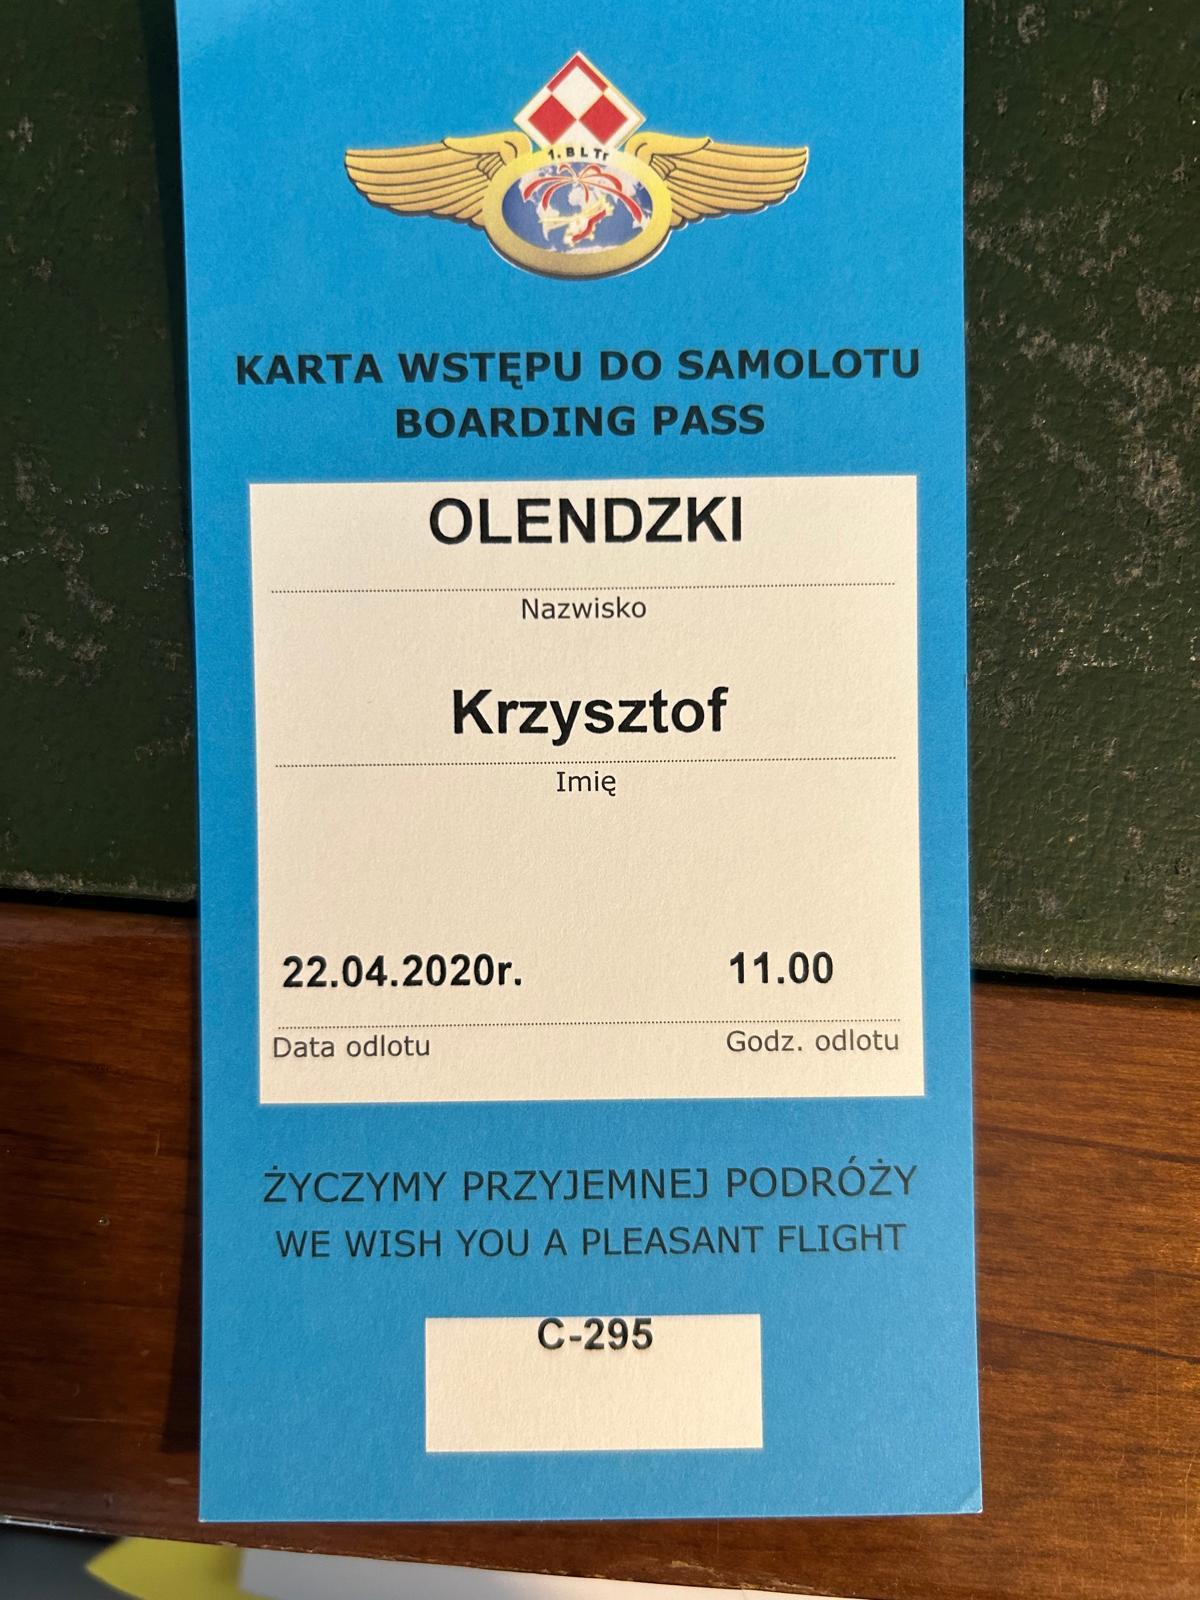 1. B L Tr
KARTA WSTĘPU DO SAMOLOTU
BOARDING PASS
OLENDZKI
Nazwisko
Krzysztof
Imię
22.04.2020r. 11.00
Data odlotu Godz. odlotu
ŻYCZYMY PRZYJEMNEJ PODRÓŻY
WE WISH YOU A PLEASANT FLIGHT
C-295